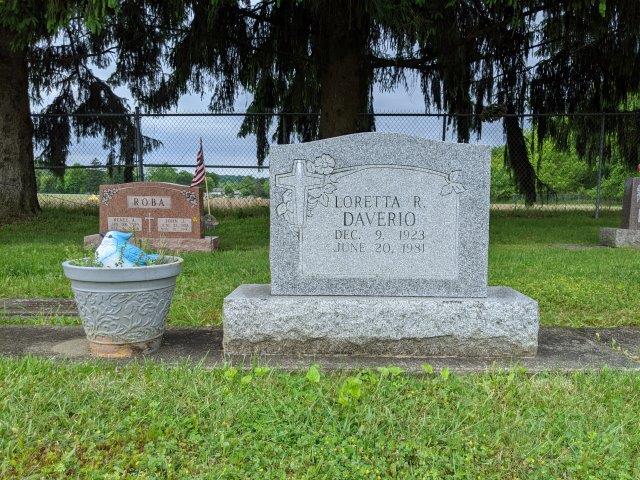 LORETTA R.
DAVERIO
DEC. 9, 1923
JUNE 20, 1981
ROBA